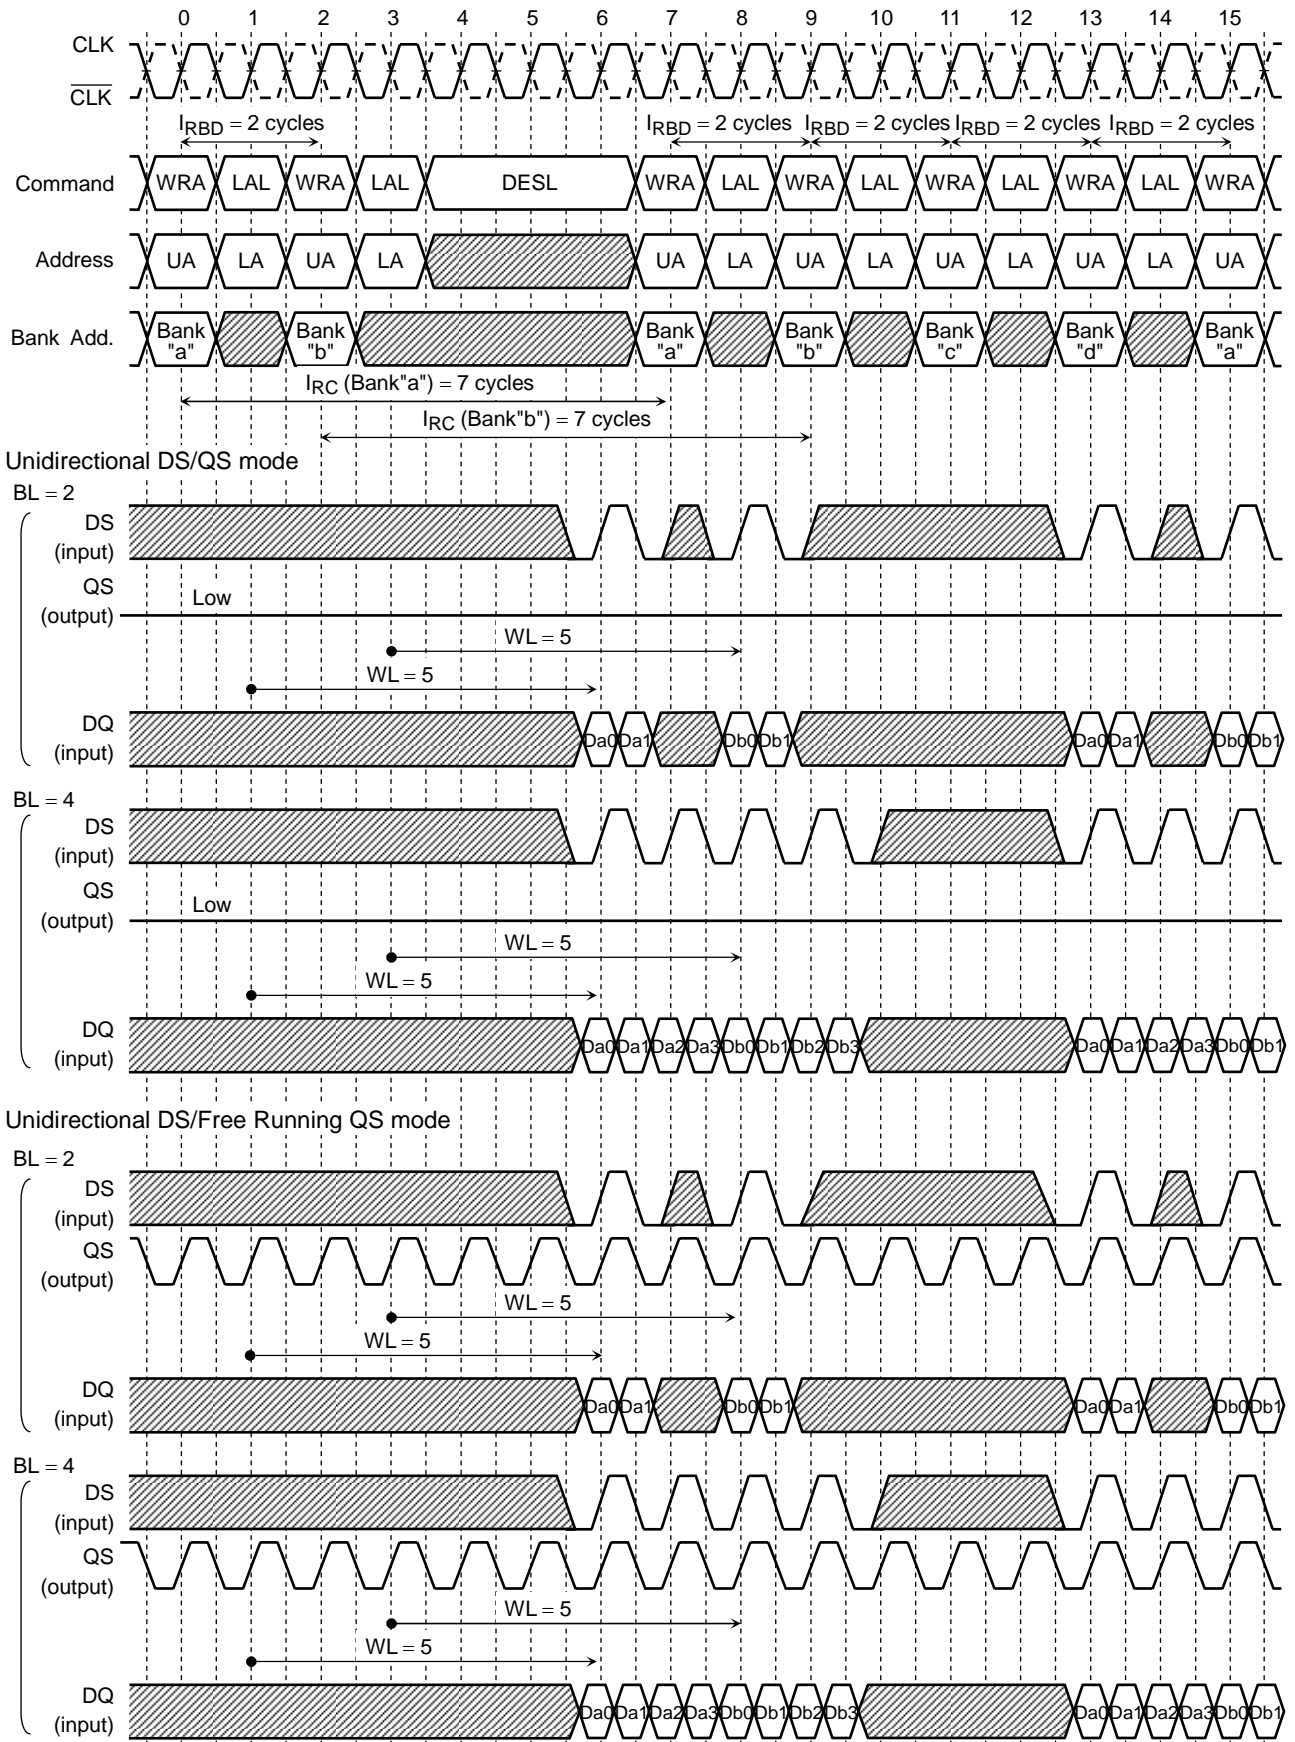 0 1 2 3 4 5 6 7 8 9 10 11 12 13 14 15
CLK
CLK
IRBD = 2 cycles IRBD = 2 cycles IRBD = 2 cycles IRBD = 2 cycles IRBD = 2 cycles
Command WRA LAL WRA LAL DESL WRA LAL WRA LAL WRA LAL WRA LAL WRA
Address UA LA UA LA UA LA UA LA UA LA UA LA UA
Bank Add. Bank "a" Bank "b" Bank "a" Bank "b" Bank "c" Bank "d" Bank "a"
IRC (Bank"a") = 7 cycles
IRC (Bank"b") = 7 cycles
Unidirectional DS/QS mode
BL = 2
DS
(input)
QS
(output)
Low
WL = 5
WL = 5
DQ
(input)
Da0 Da1 Db0 Db1 Da0 Da1 Db0 Db1
BL = 4
DS
(input)
QS
(output)
Low
WL = 5
WL = 5
DQ
(input)
Da0 Da1 Da2 Da3 Db0 Db1 Db2 Db3 Da0 Da1 Da2 Da3 Db0 Db1
Unidirectional DS/Free Running QS mode
BL = 2
DS
(input)
QS
(output)
WL = 5
WL = 5
DQ
(input)
Da0 Da1 Db0 Db1 Da0 Da1 Db0 Db1
BL = 4
DS
(input)
QS
(output)
WL = 5
WL = 5
DQ
(input)
Da0 Da1 Da2 Da3 Db0 Db1 Db2 Db3 Da0 Da1 Da2 Da3 Db0 Db1